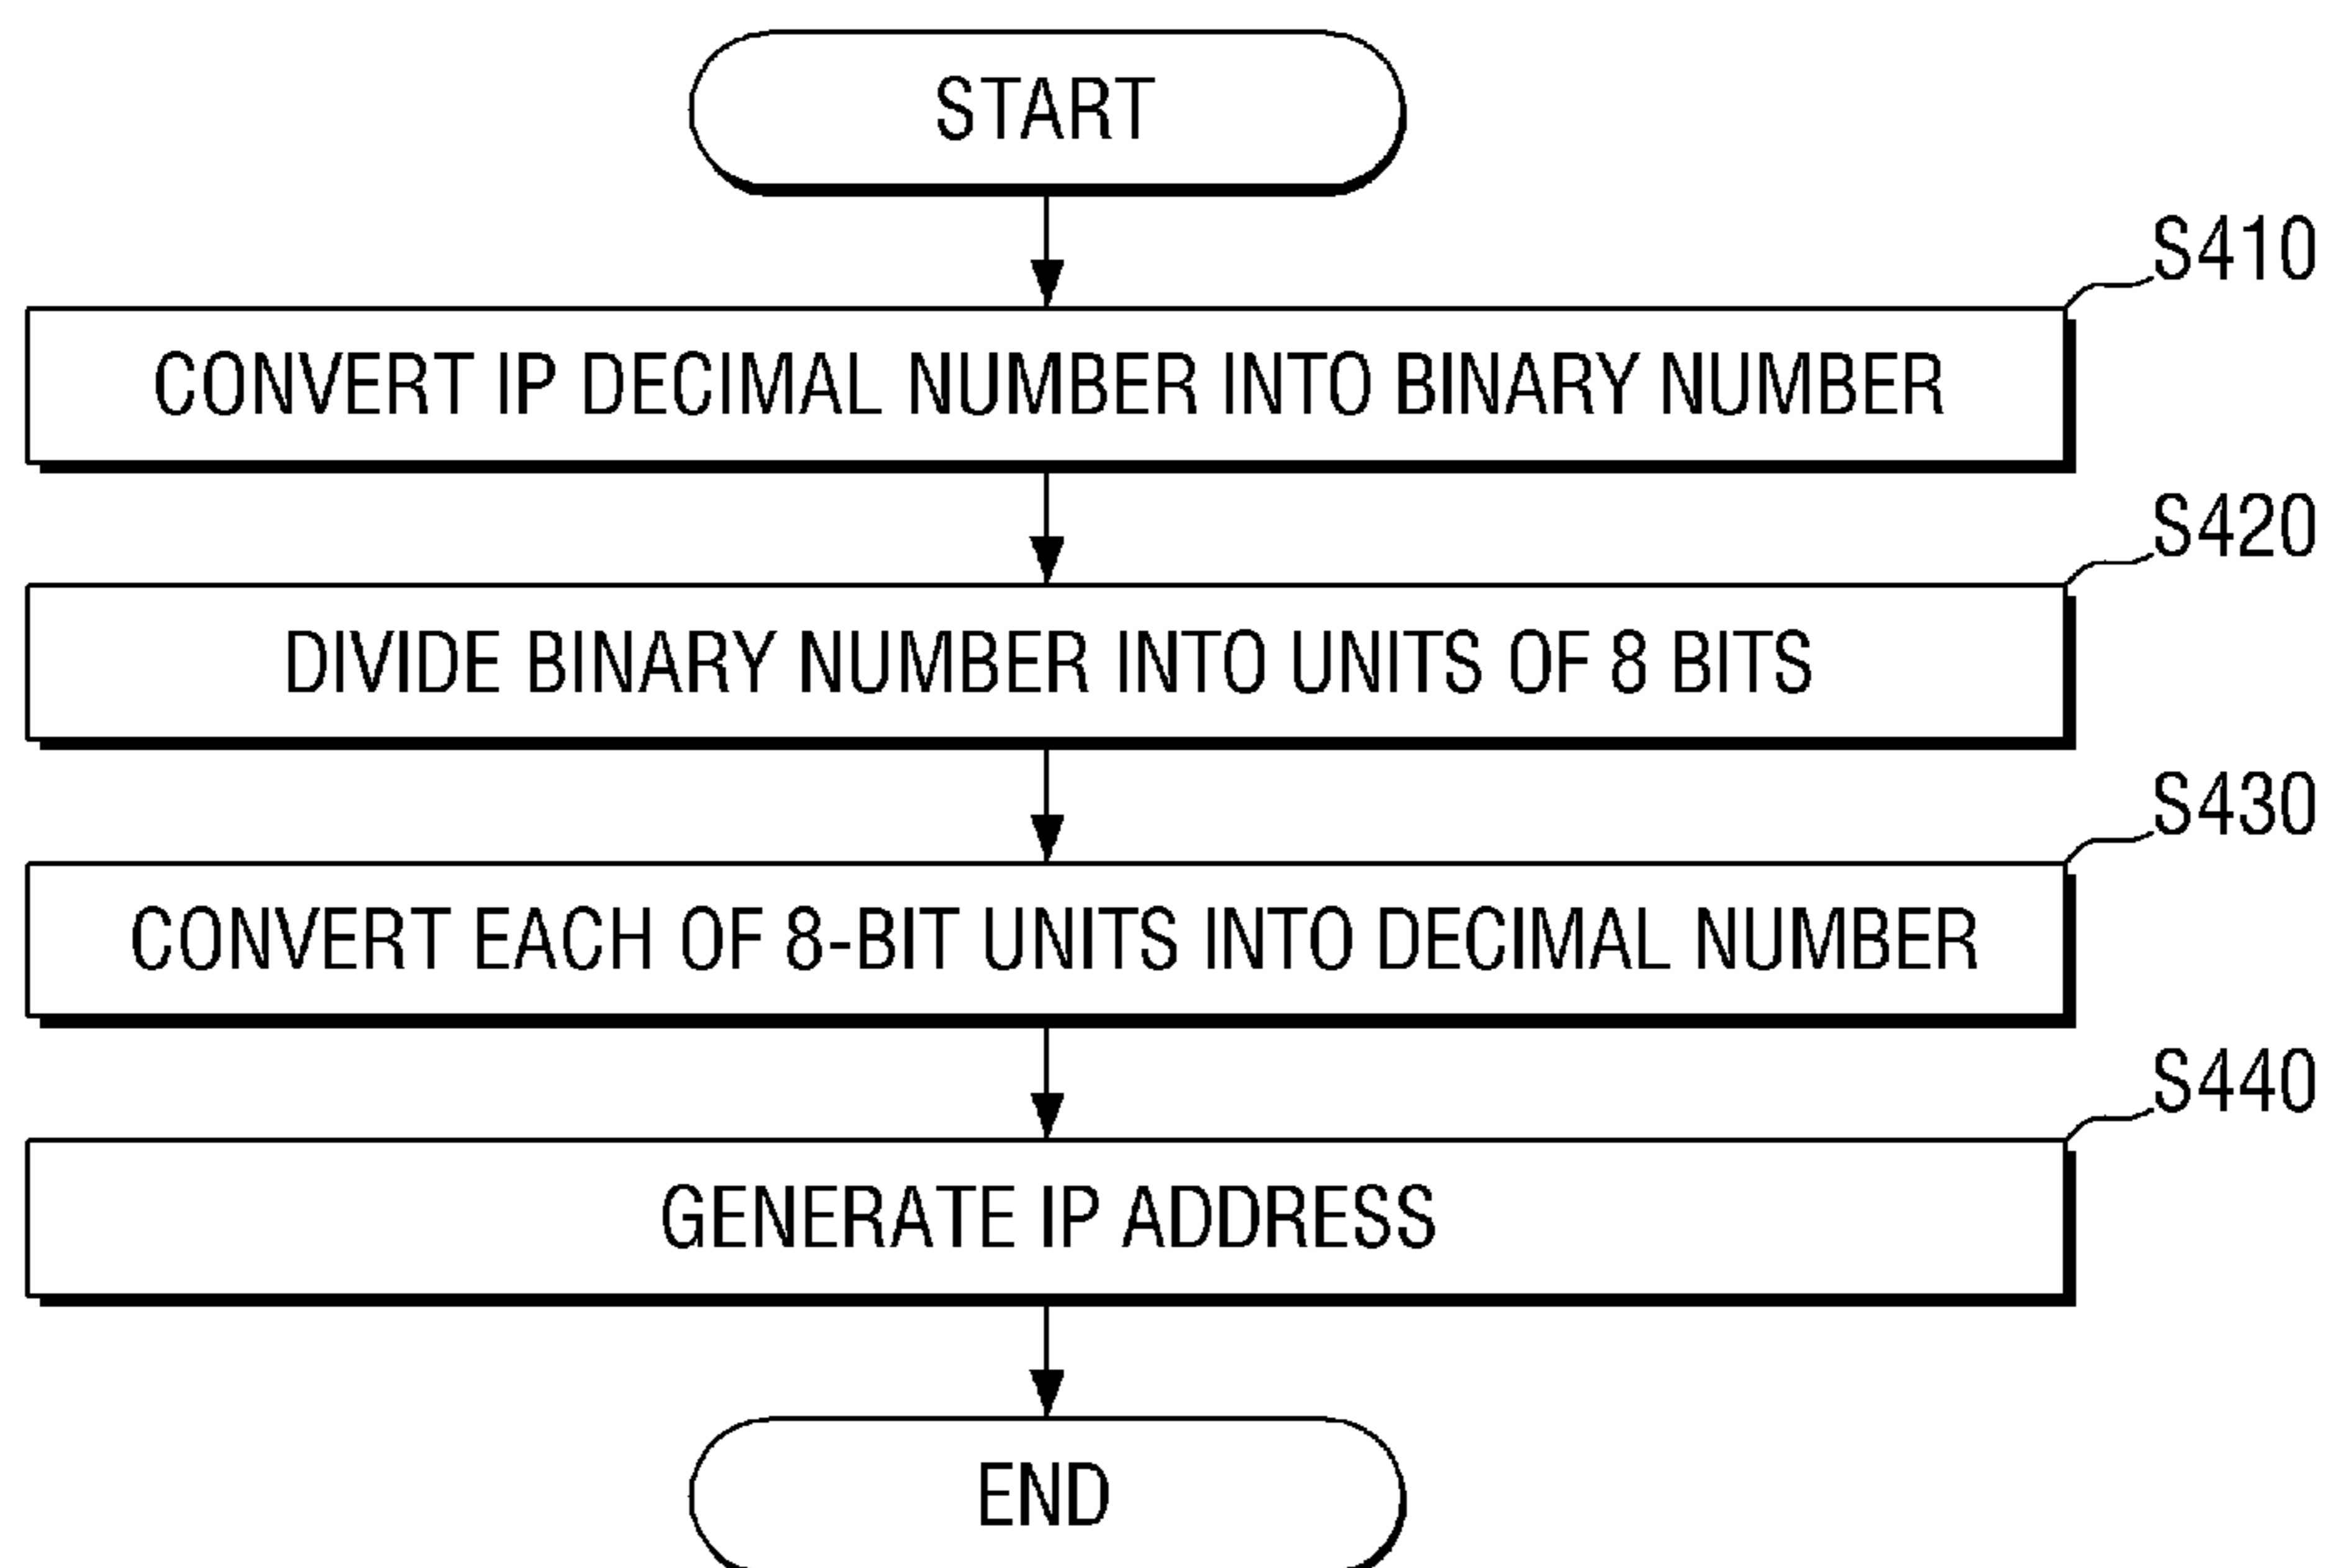 START
S410
CONVERT IP DECIMAL NUMBER INTO BINARY NUMBER
S420
DIVIDE BINARY NUMBER INTO UNITS OF 8 BITS
S430
CONVERT EACH OF 8-BIT UNITS INTO DECIMAL NUMBER
S440
GENERATE IP ADDRESS
END